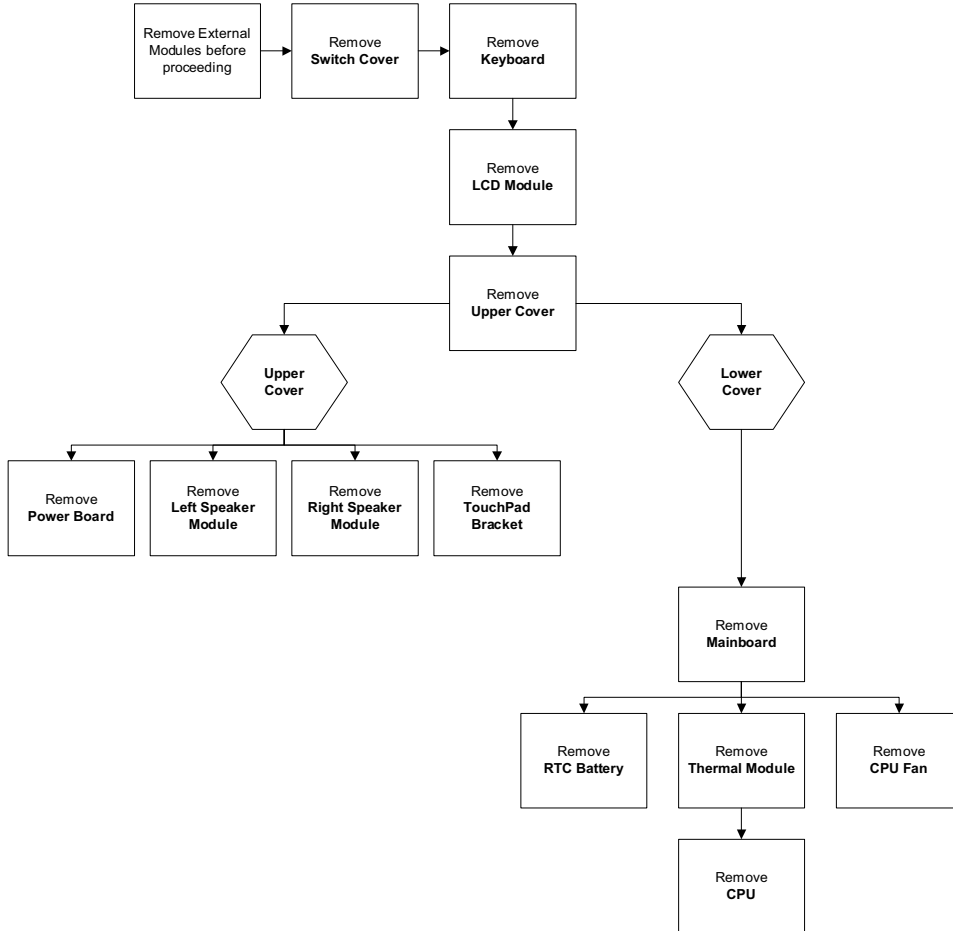 Remove External
Modules before
proceeding
Remove
Switch Cover
Remove
Keyboard
Remove
LCD Module
Remove
Upper Cover
Upper
Cover
Lower
Cover
Remove
Power Board
Remove
Left Speaker
Module
Remove
Right Speaker
Module
Remove
TouchPad
Bracket
Remove
Mainboard
Remove
RTC Battery
Remove
Thermal Module
Remove
CPU Fan
Remove
CPU